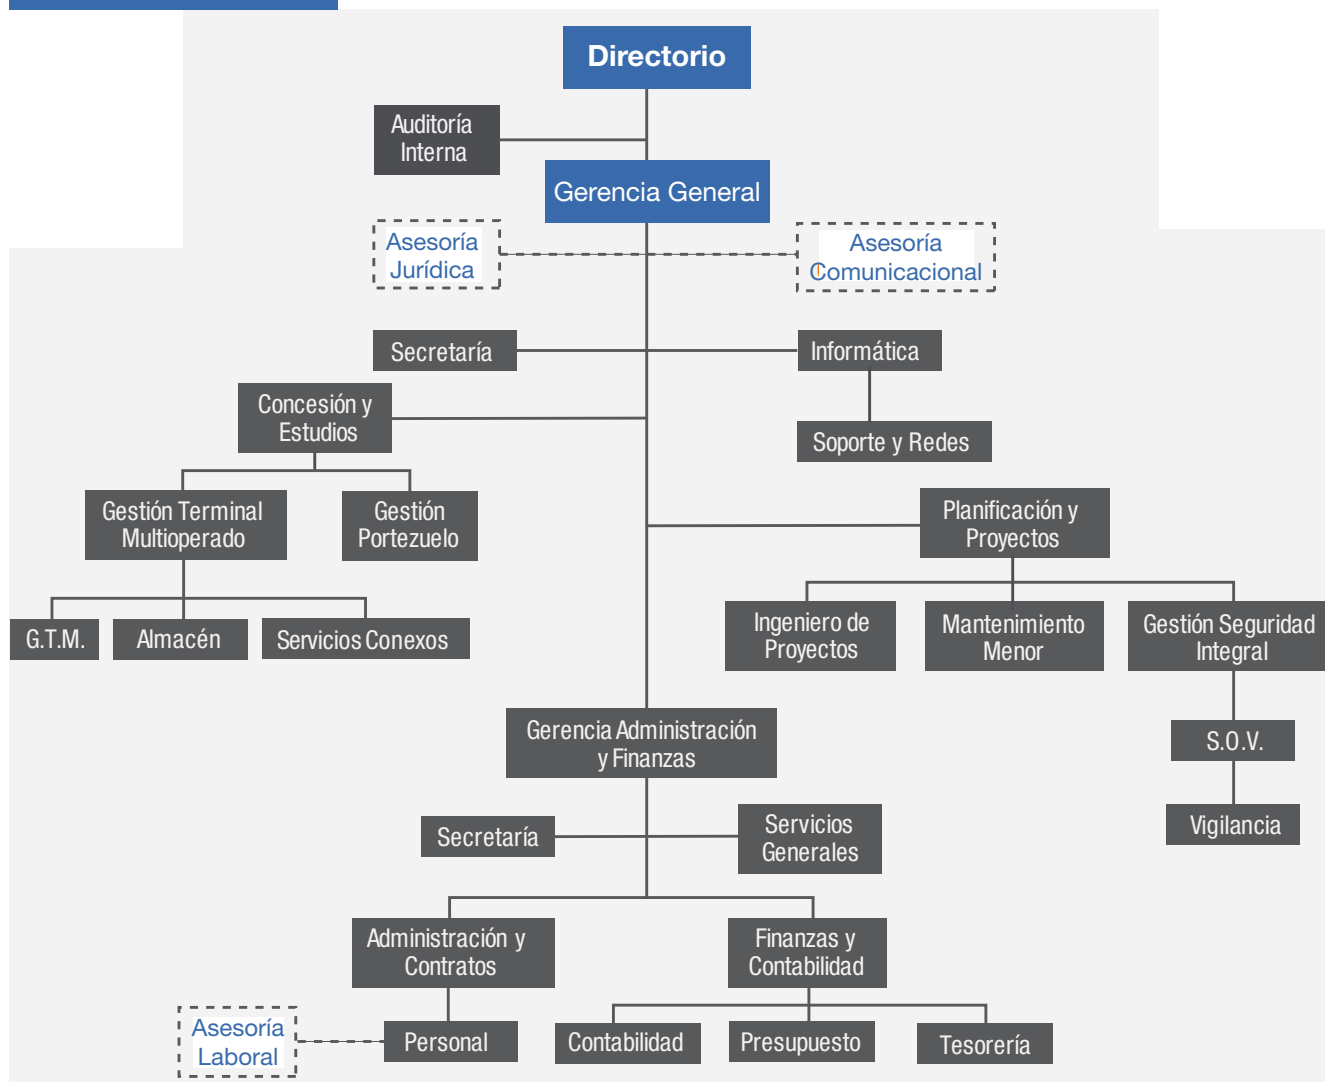 Directorio
Auditoría
Interna
Gerencia General
Asesoría
Jurídica
Asesoría
Comunicacional
Secretaría
Informática
Concesión y
Estudios
Soporte y Redes
Gestión Terminal
Multioperado
Gestión
Portezuelo
Planificación y
Proyectos
G.T.M.
Almacén
Servicios Conexos
Ingeniero de
Proyectos
Mantenimiento
Menor
Gestión Seguridad
Integral
Gerencia Administración
y Finanzas
S.O.V.
Secretaría
Servicios
Generales
Vigilancia
Administración y
Contratos
Finanzas y
Contabilidad
Asesoría
Laboral
Personal
Contabilidad
Presupuesto
Tesorería